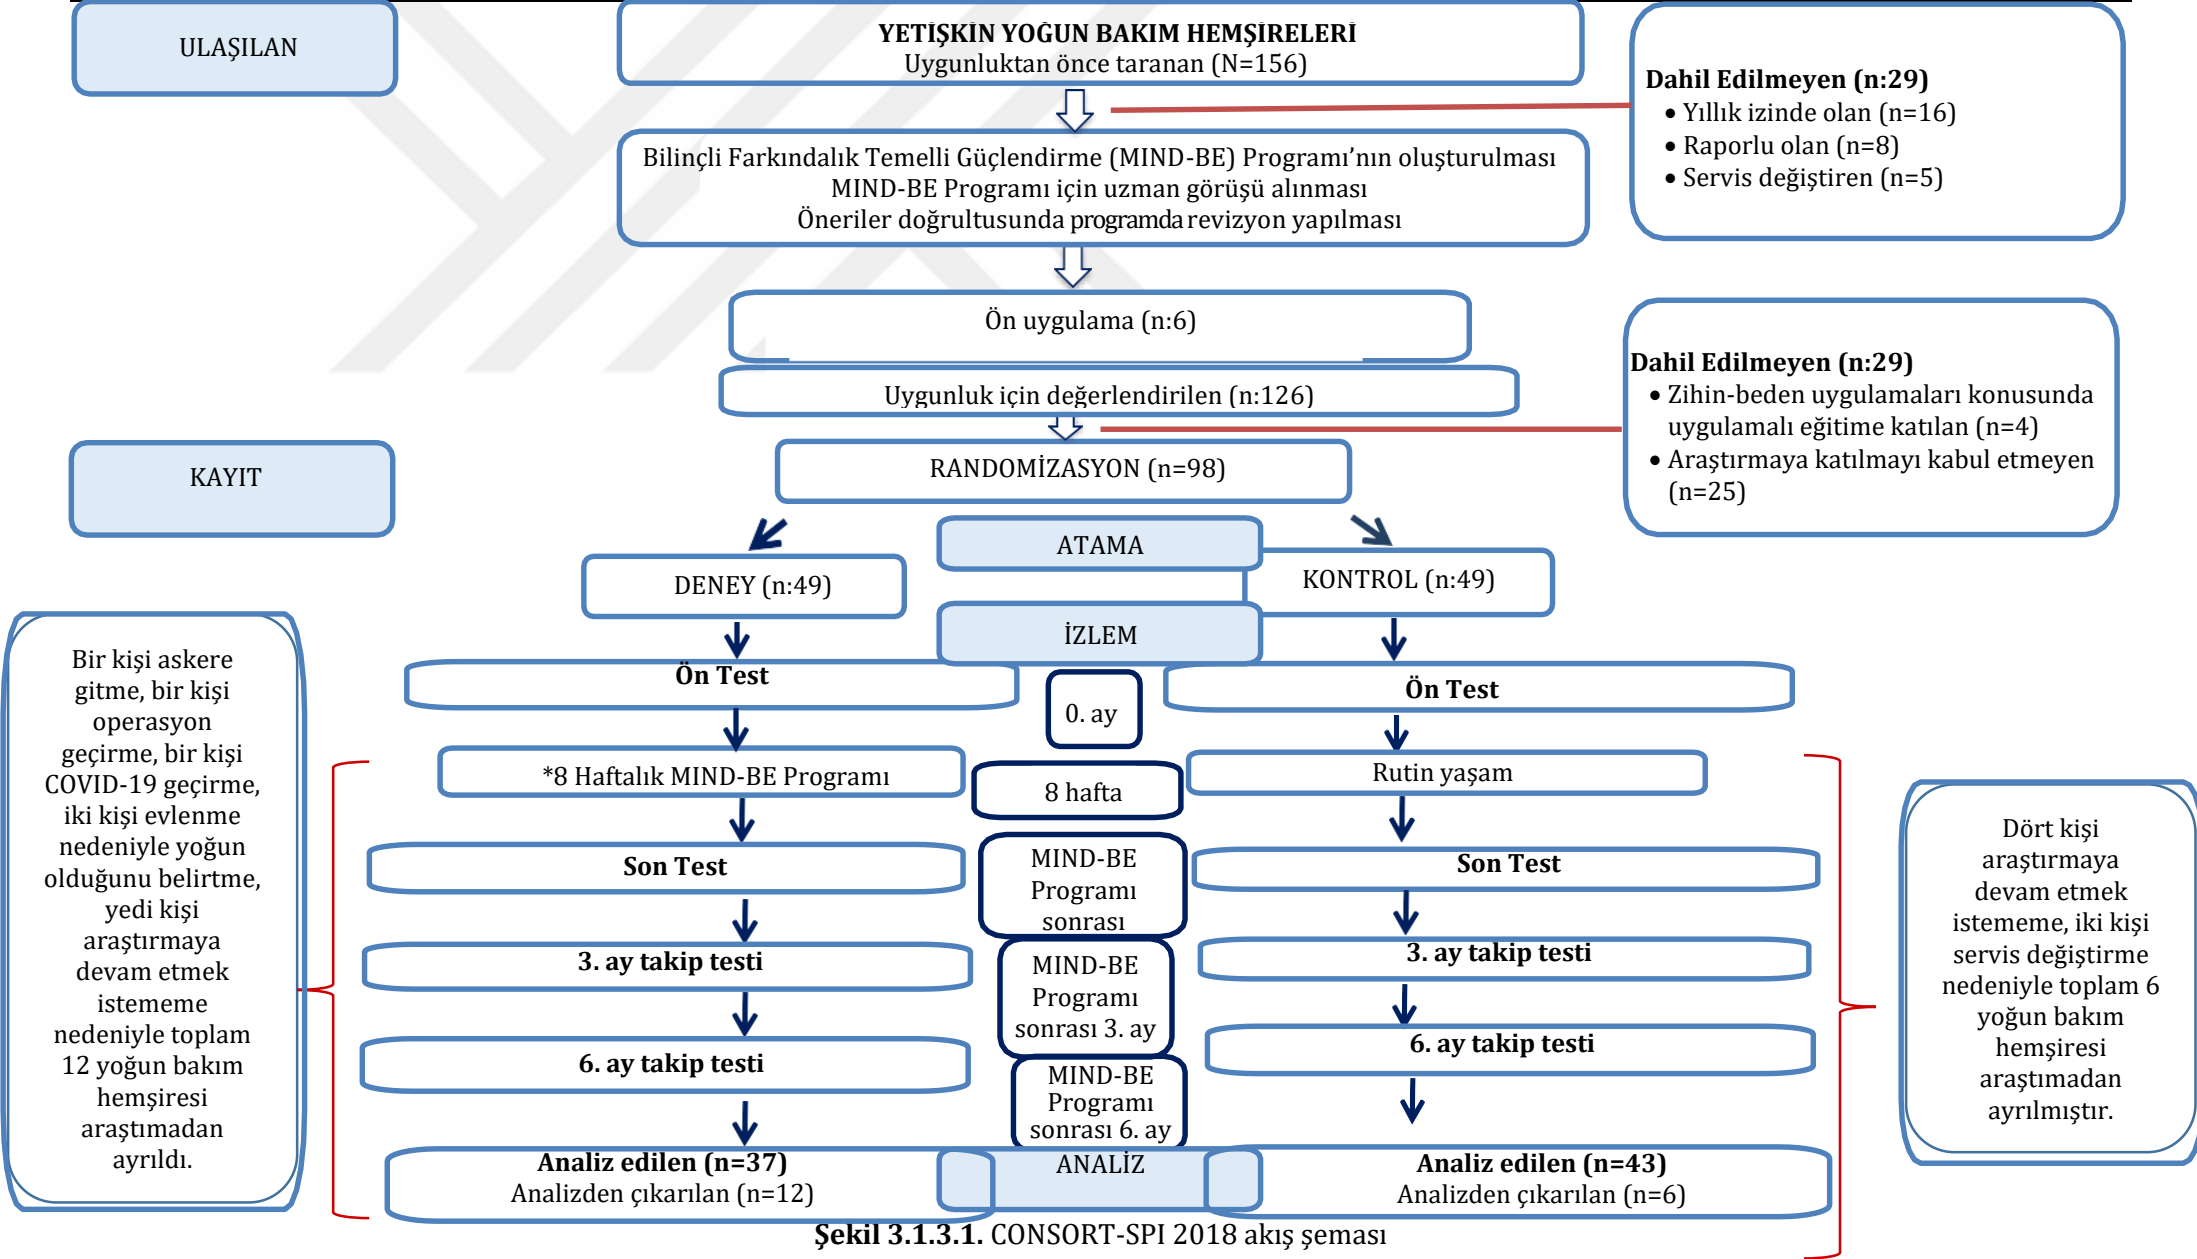 ULAŞILAN
YETİŞKİN YOĞUN BAKIM HEMŞİRELERİ
Uygunluktan önce taranan (N=156)
Dahil Edilmeyen (n:29)
• Yıllık izinde olan (n=16)
• Raporlu olan (n=8)
• Servis değiştiren (n=5)
Bilinçli Farkındalık Temelli Güçlendirme (MIND-BE) Programı’nın oluşturulması
MIND-BE Programı için uzman görüşü alınması
Öneriler doğrultusunda programda revizyon yapılması
Ön uygulama (n:6)
Uygunluk için değerlendirilen (n:126)
Dahil Edilmeyen (n:29)
• Zihin-beden uygulamaları konusunda
uygulamalı eğitime katılan (n=4)
• Araştırmaya katılmayı kabul etmeyen
(n=25)
KAYIT
RANDOMİZASYON (n=98)
ATAMA
DENEY (n:49)
KONTROL (n:49)
İZLEM
Ön Test
0. ay
Ön Test
*8 Haftalık MIND-BE Programı
8 hafta
Rutin yaşam
Son Test
MIND-BE
Programı
sonrası
Son Test
3. ay takip testi
MIND-BE
Programı
sonrası 3. ay
3. ay takip testi
6. ay takip testi
MIND-BE
Programı
sonrası 6. ay
6. ay takip testi
Bir kişi askere
gitme, bir kişi
operasyon
geçirme, bir kişi
COVID-19 geçirme,
iki kişi evlenme
nedeniyle yoğun
olduğunu belirtme,
yedi kişi
araştırmaya
devam etmek
istememe
nedeniyle toplam
12 yoğun bakım
hemşiresi
araştımadan
ayrıldı.
Dört kişi
araştırmaya
devam etmek
istememe, iki kişi
servis değiştirme
nedeniyle toplam 6
yoğun bakım
hemşiresi
araştımadan
ayrılmıştır.
Analiz edilen (n=37)
Analizden çıkarılan (n=12)
ANALİZ
Analiz edilen (n=43)
Analizden çıkarılan (n=6)
Şekil 3.1.3.1. CONSORT-SPI 2018 akış şeması